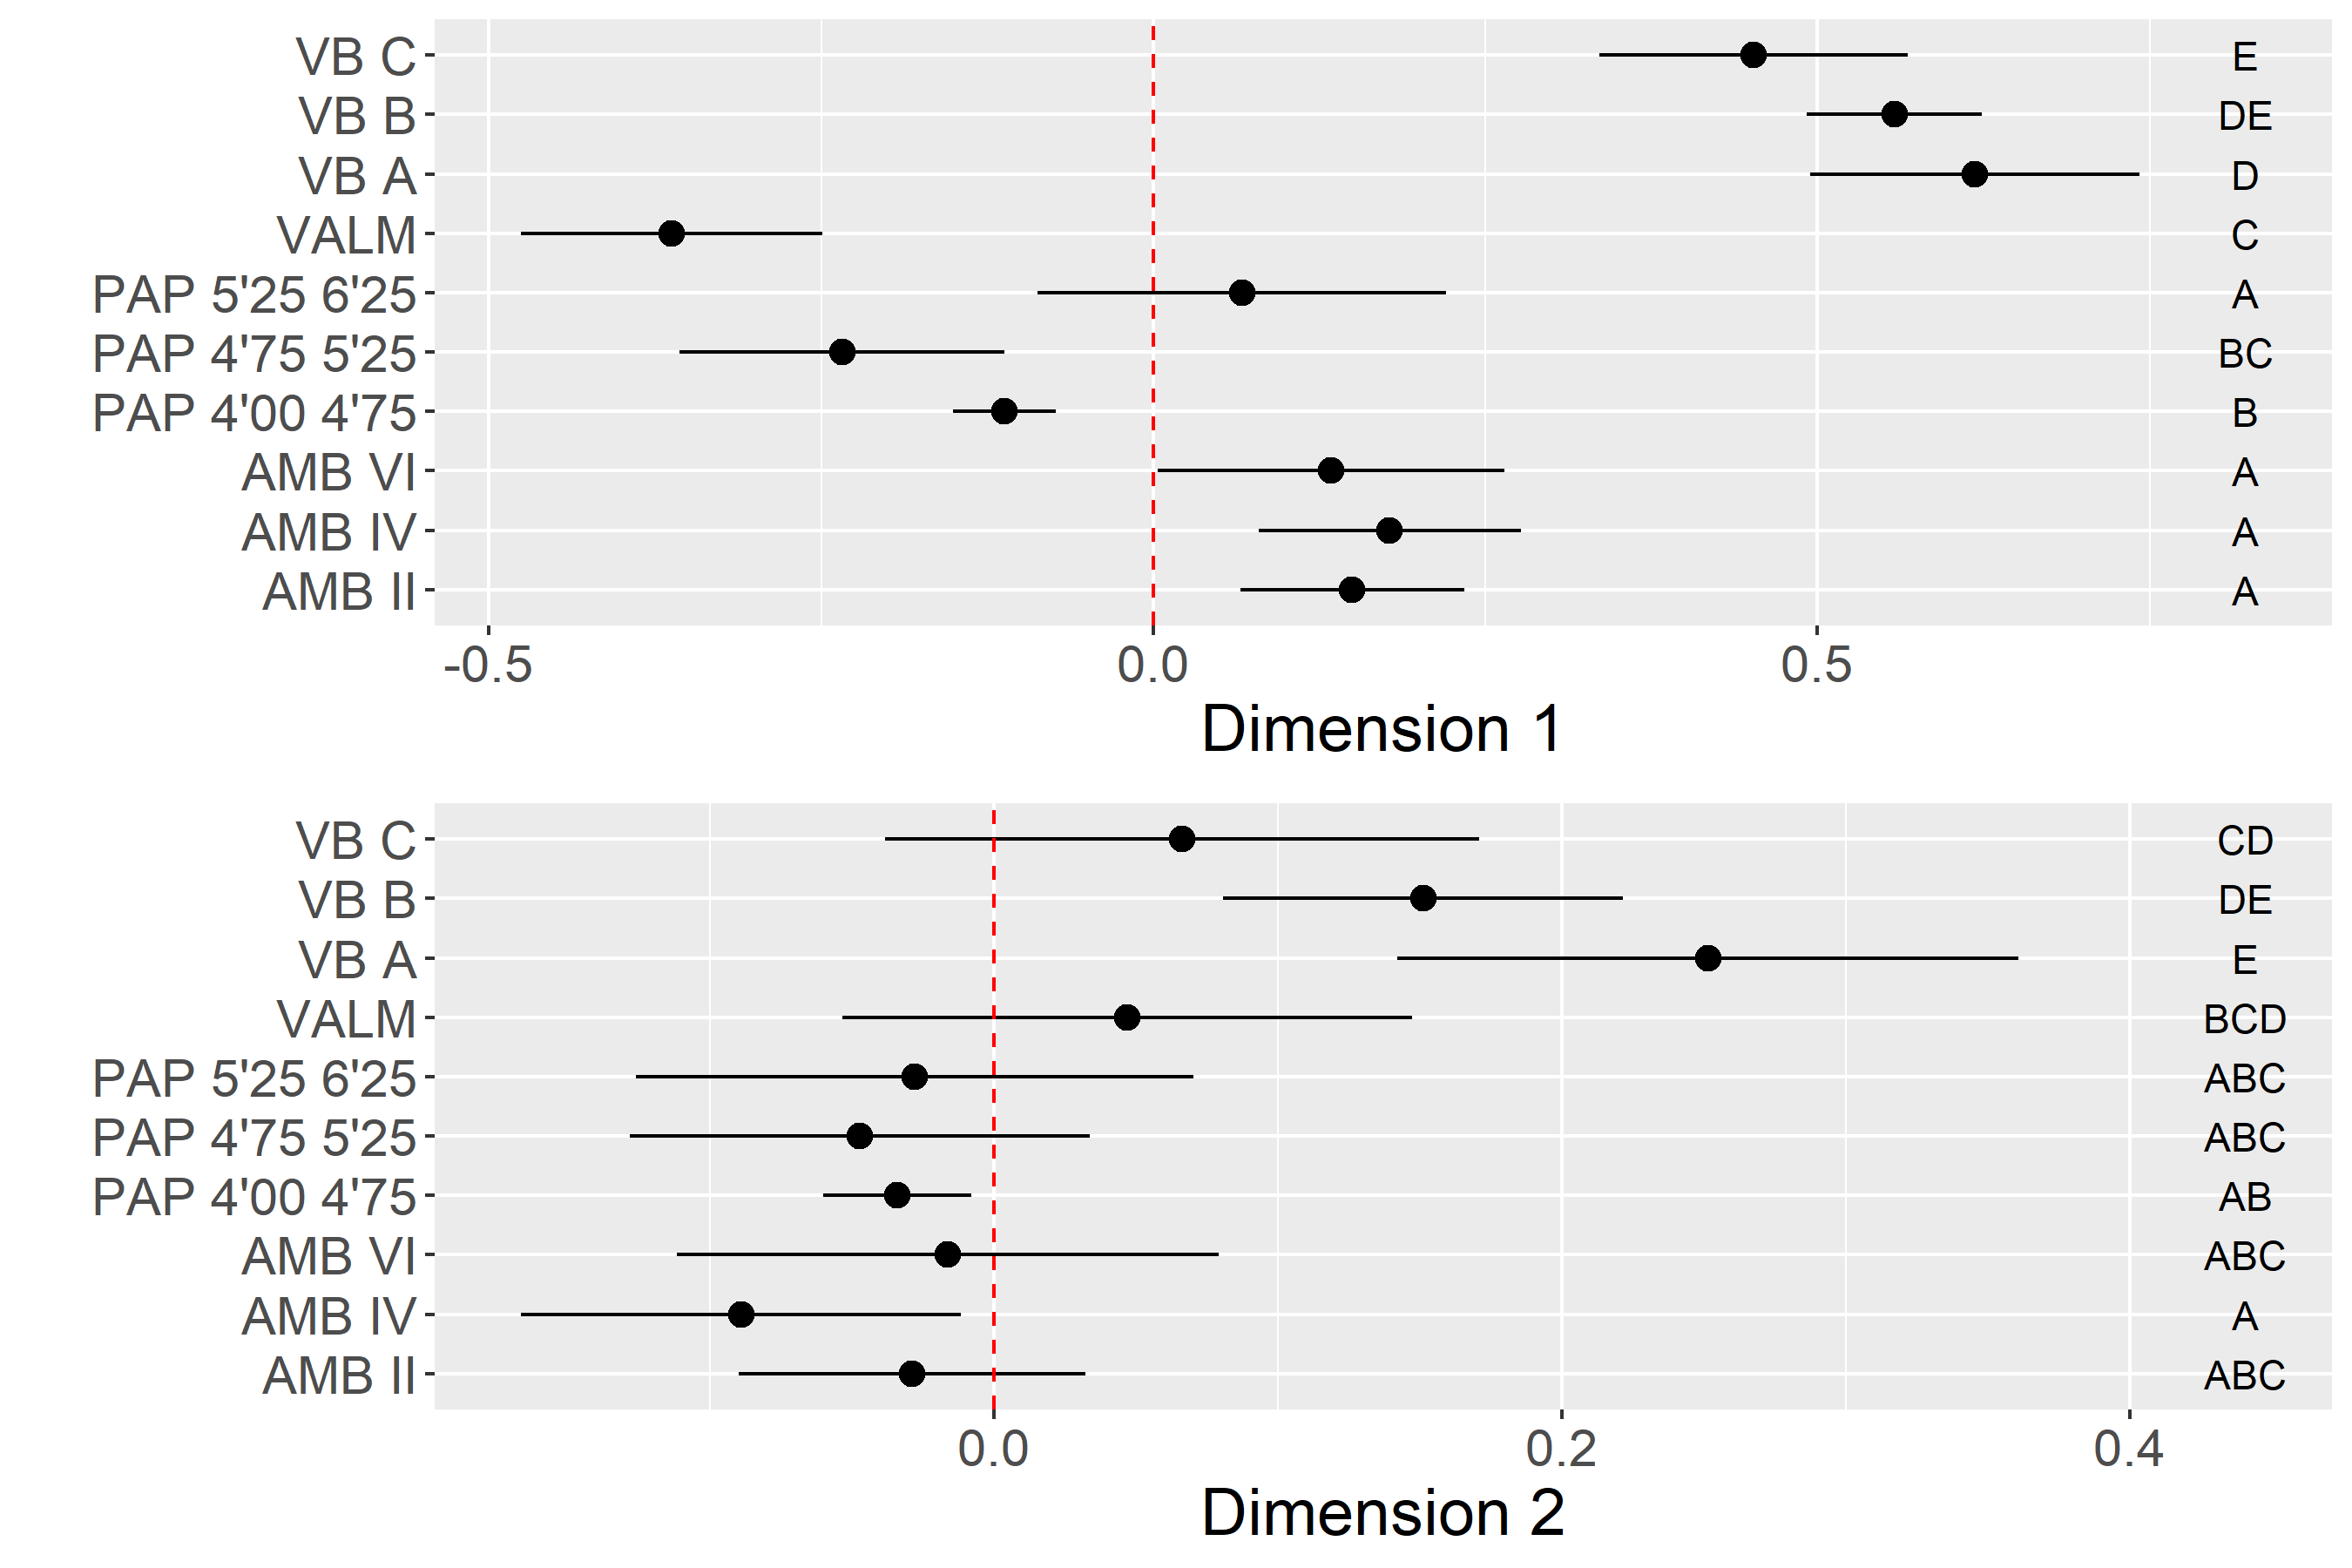 VB C E
VB B DE
VB A D
VALM C
PAP 5'25 6'25 A
PAP 4'75 5'25 BC
PAP 4'00 4'75 B
AMB VI A
AMB IV A
AMB II A
-0.5 0.0 0.5
Dimension 1
VB C CD
VB B DE
VB A E
VALM BCD
PAP 5'25 6'25 ABC
PAP 4'75 5'25 ABC
PAP 4'00 4'75 AB
AMB VI ABC
AMB IV A
AMB II ABC
0.0 0.2 0.4
Dimension 2